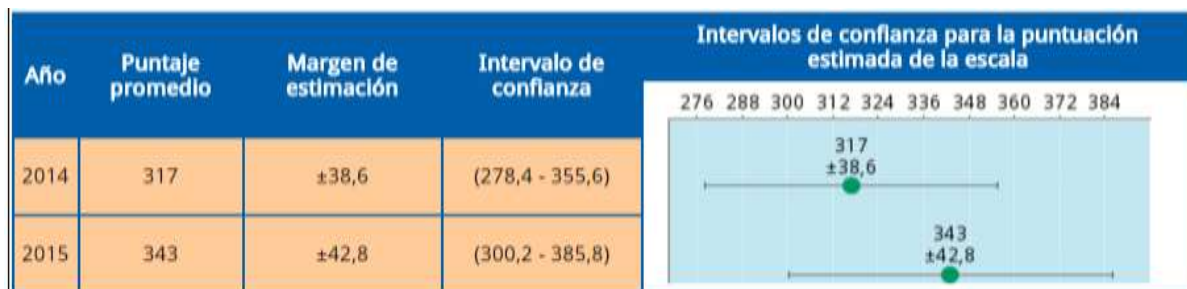 Año
Puntaje
promedio
Margen de
estimación
Intervalo de
confianza
Intervalos de confianza para la puntuación
estimada de la escala
276 288 300 312 324 336 348 360 372 384
2014 317 ±38,6 (278,4 - 355,6)
317
±38,6
2015 343 ±42,8 (300,2 - 385,8)
343
±42,8